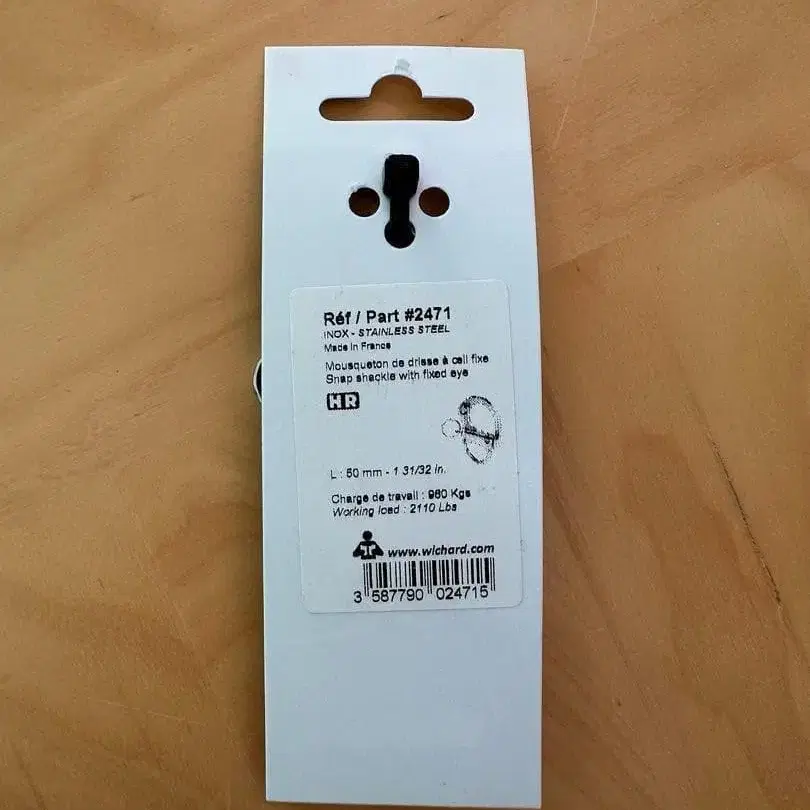 Réf / Part #2471
INOX - STAINLESS STEEL
Made in France
Mousqueton de drisse à œil fixe
Snap shackle with fixed eye
HR
L : 50 mm - 1 31/32 in.
Charge de travail : 960 Kgs
Working load : 2110 Lbs
www.wichard.com
3 587790 024715